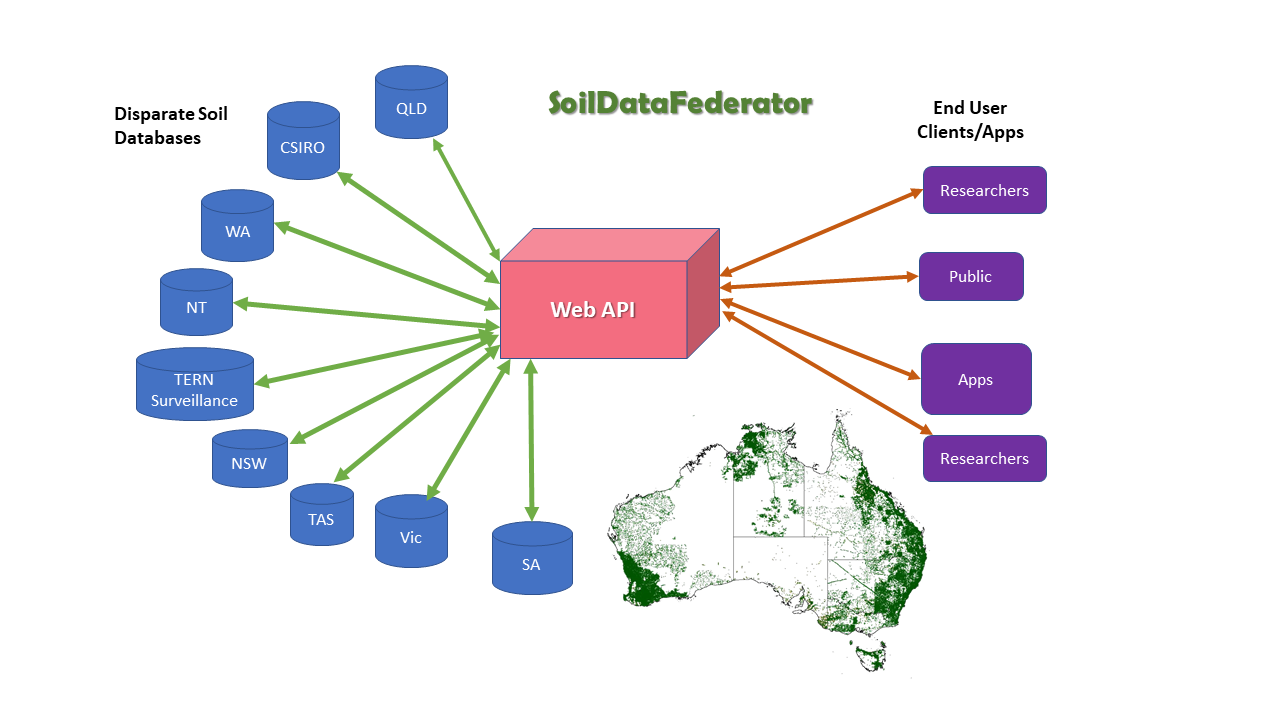 SoilDataFederator
Disparate Soil
Databases
QLD
CSIRO
WA
NT
TERN
Surveillance
NSW
TAS
Vic
SA
Web API
End User
Clients/Apps
Researchers
Public
Apps
Researchers